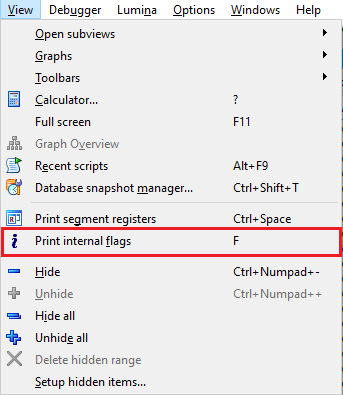 View Debugger Lumina Options Windows Help
Open subviews
Graphs
Toolbars
Calculator... ?
Full screen F11
Graph Overview
Recent scripts Alt+F9
Database snapshot manager... Ctrl+Shift+T
Print segment registers Ctrl+Space
Print internal flags F
Hide Ctrl+Numpad+-
Unhide Ctrl+Numpad++
Hide all
Unhide all
Delete hidden range
Setup hidden items...